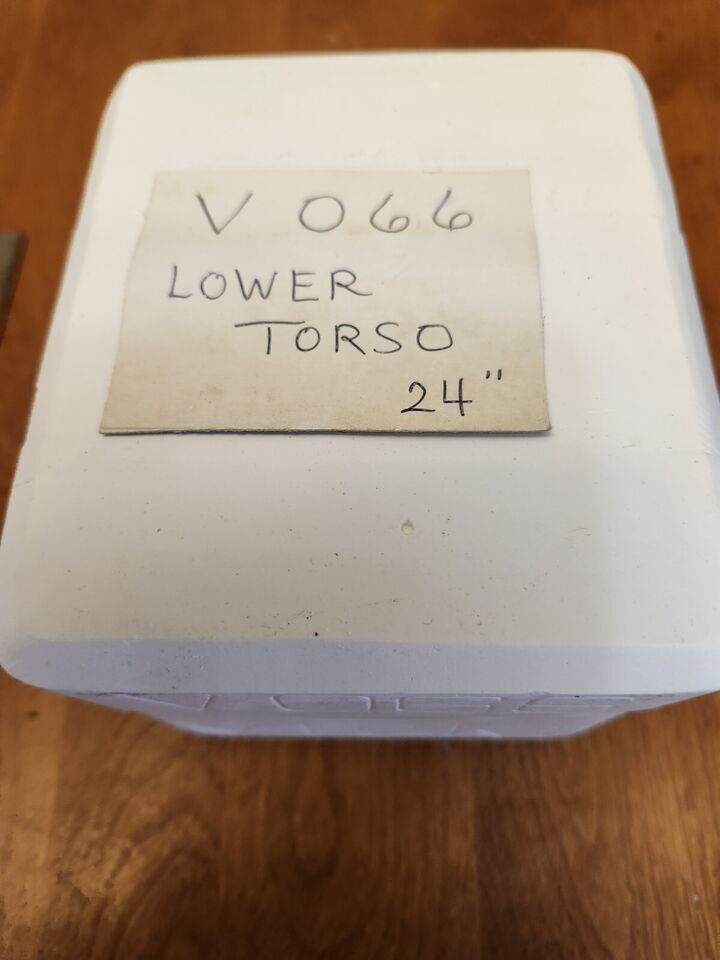 V 066
LOWER
TORSO
24"